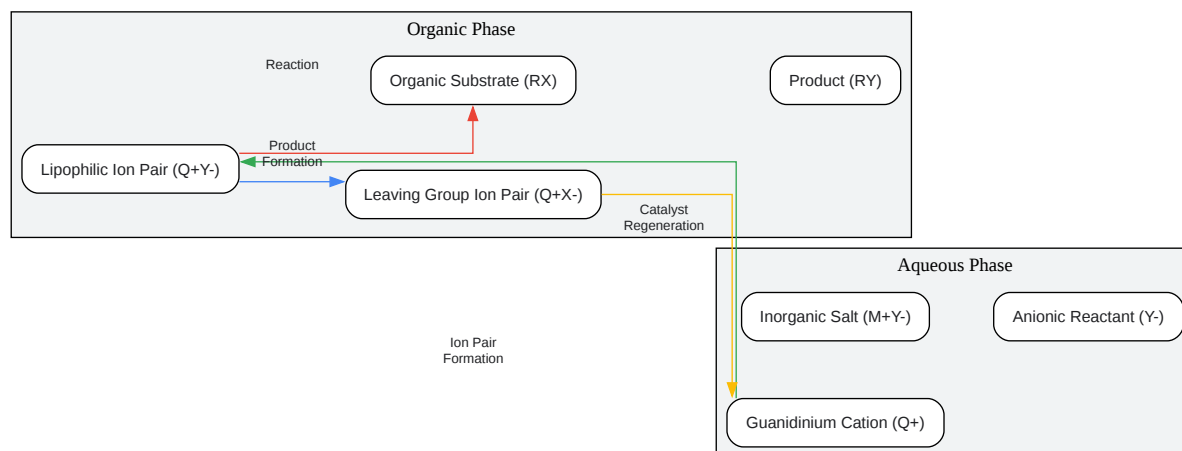 Organic Phase
Reaction
Organic Substrate (RX)
Product (RY)
Product
Formation
Lipophilic Ion Pair (Q+Y-)
Leaving Group Ion Pair (Q+X-)
Catalyst
Regeneration
Aqueous Phase
Inorganic Salt (M+Y-)
Anionic Reactant (Y-)
Ion Pair
Formation
Guanidinium Cation (Q+)